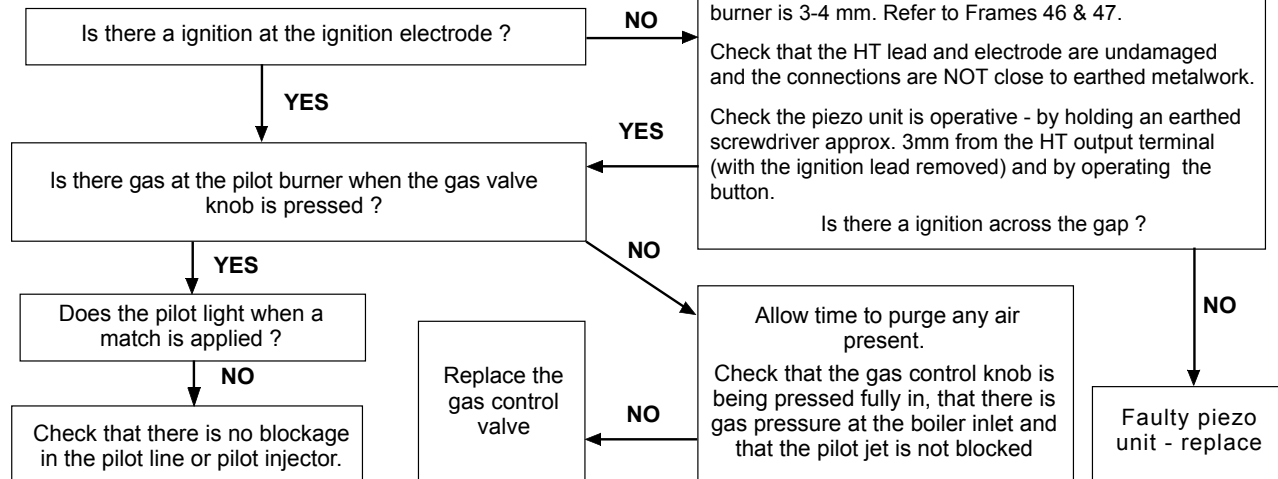 Is there a ignition at the ignition electrode ?
NO
burner is 3-4 mm. Refer to Frames 46 & 47.
Check that the HT lead and electrode are undamaged
and the connections are NOT close to earthed metalwork.
Check the piezo unit is operative - by holding an earthed
screwdriver approx. 3mm from the HT output terminal
(with the ignition lead removed) and by operating the
button.
Is there a ignition across the gap ?
YES
YES
Is there gas at the pilot burner when the gas valve
knob is pressed ?
YES
NO
NO
Does the pilot light when a
match is applied ?
NO
Check that there is no blockage
in the pilot line or pilot injector.
Replace the
gas control
valve
NO
Allow time to purge any air
present.
Check that the gas control knob is
being pressed fully in, that there is
gas pressure at the boiler inlet and
that the pilot jet is not blocked
Faulty piezo
unit - replace